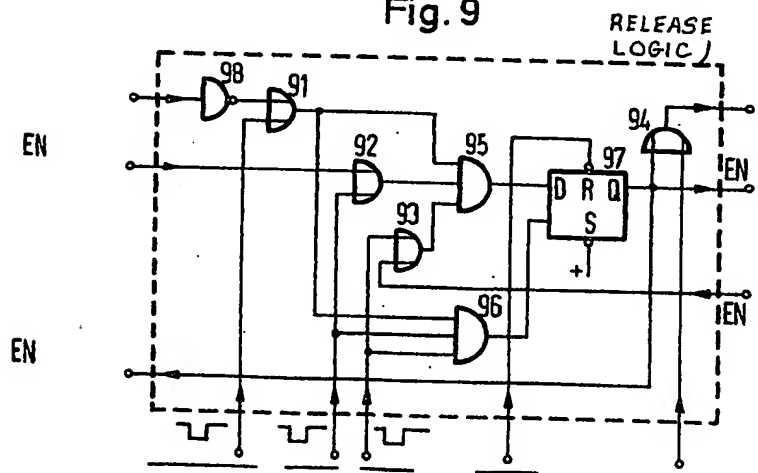 Fig. 9
RELEASE
LOGIC
98
91
EN
92
95
94
97
EN
93
D R Q
S
+
96
EN
EN